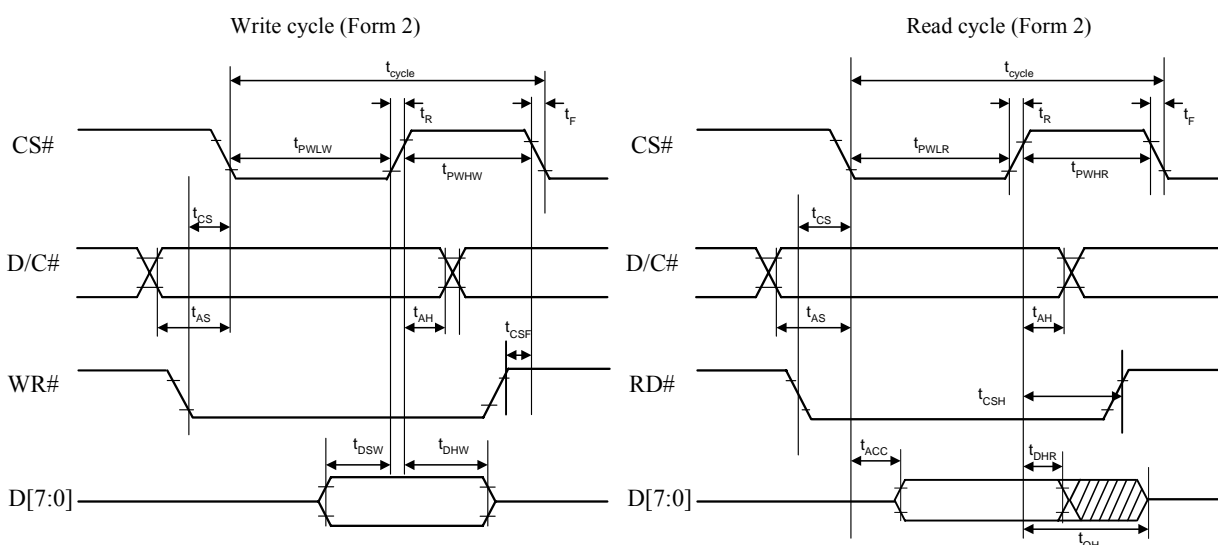 Write cycle (Form 2)
tcycle
tR
tF
CS#
tPWLW
tPWHW
tCS
D/C#
tAS
tAH
tCSF
WR#
tDSW
tDHW
D[7:0]
Read cycle (Form 2)
tcycle
tR
tF
CS#
tPWLR
tPWHR
tCS
D/C#
tAS
tAH
RD#
tCSH
tACC
tDHR
D[7:0]
tOH